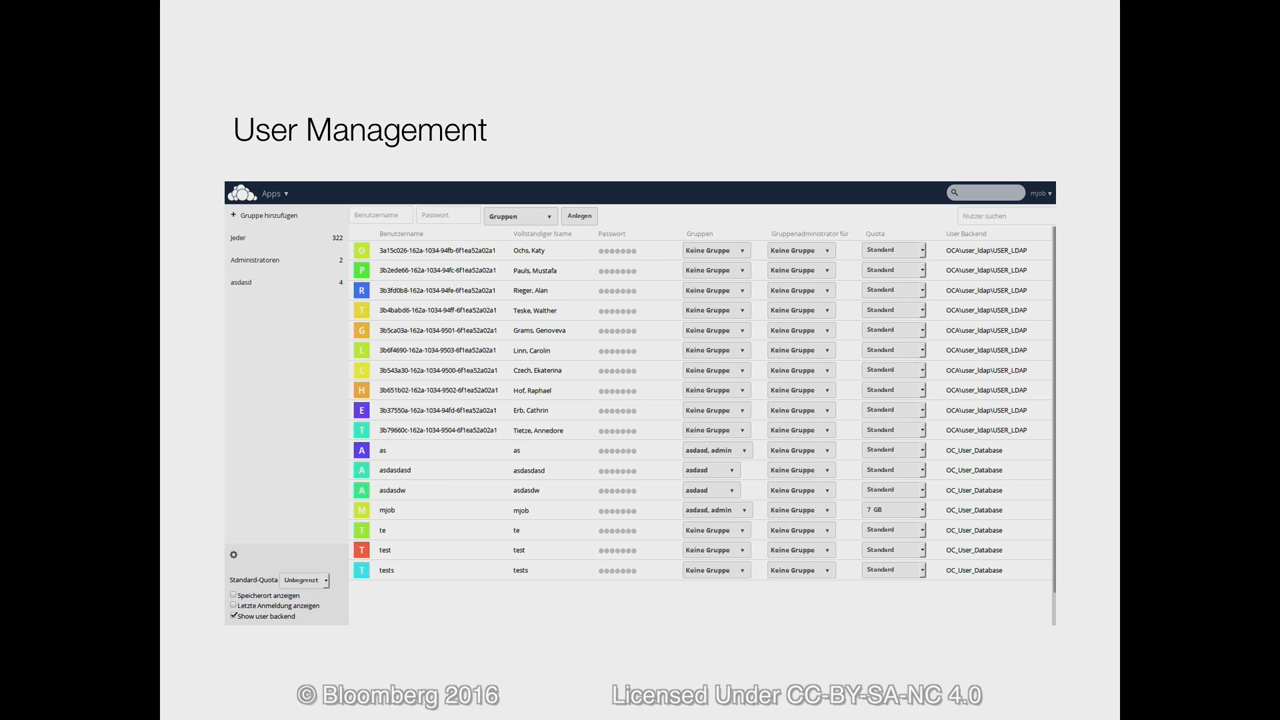 User Management
Apps ▾ mjob ▾
+ Gruppe hinzufügen Benutzername Passwort Gruppen Anlegen Nutzer suchen
Jeder 322
Administratoren 2
asdasd 4
Benutzername Vollständiger Name Passwort Gruppen Gruppenadministrator für Quota User Backend
O 3a15c026-162a-1034-94fb-6f1ea52a02a1 Ochs, Katy ●●●●●●● Keine Gruppe Keine Gruppe Standard OCA\user_ldap\USER_LDAP
P 3b2ede66-162a-1034-94fc-6f1ea52a02a1 Pauls, Mustafa ●●●●●●● Keine Gruppe Keine Gruppe Standard OCA\user_ldap\USER_LDAP
R 3b3fd0b8-162a-1034-94fe-6f1ea52a02a1 Rieger, Alan ●●●●●●● Keine Gruppe Keine Gruppe Standard OCA\user_ldap\USER_LDAP
T 3b4babd6-162a-1034-94ff-6f1ea52a02a1 Teske, Walther ●●●●●●● Keine Gruppe Keine Gruppe Standard OCA\user_ldap\USER_LDAP
G 3b5ca03a-162a-1034-9501-6f1ea52a02a1 Grams, Genoveva ●●●●●●● Keine Gruppe Keine Gruppe Standard OCA\user_ldap\USER_LDAP
L 3b6f4690-162a-1034-9503-6f1ea52a02a1 Linn, Carolin ●●●●●●● Keine Gruppe Keine Gruppe Standard OCA\user_ldap\USER_LDAP
C 3b543a30-162a-1034-9500-6f1ea52a02a1 Czech, Ekaterina ●●●●●●● Keine Gruppe Keine Gruppe Standard OCA\user_ldap\USER_LDAP
H 3b651b02-162a-1034-9502-6f1ea52a02a1 Hof, Raphael ●●●●●●● Keine Gruppe Keine Gruppe Standard OCA\user_ldap\USER_LDAP
E 3b37550a-162a-1034-94fd-6f1ea52a02a1 Erb, Cathrin ●●●●●●● Keine Gruppe Keine Gruppe Standard OCA\user_ldap\USER_LDAP
T 3b79660c-162a-1034-9504-6f1ea52a02a1 Tietze, Annedore ●●●●●●● Keine Gruppe Keine Gruppe Standard OCA\user_ldap\USER_LDAP
A as as ●●●●●●● asdasd, admin Keine Gruppe Standard OC_User_Database
A asdasdasd asdasdasd ●●●●●●● asdasd Keine Gruppe Standard OC_User_Database
A asdasdw asdasdw ●●●●●●● asdasd Keine Gruppe Standard OC_User_Database
M mjob mjob ●●●●●●● asdasd, admin Keine Gruppe 7 GB OC_User_Database
T te te ●●●●●●● Keine Gruppe Keine Gruppe Standard OC_User_Database
T test test ●●●●●●● Keine Gruppe Keine Gruppe Standard OC_User_Database
T tests tests ●●●●●●● Keine Gruppe Keine Gruppe Standard OC_User_Database
Standard-Quota Unbegrenzt
Speicherort anzeigen
Letzte Anmeldung anzeigen
Show user backend
© Bloomberg 2016 Licensed Under CC-BY-SA-NC 4.0